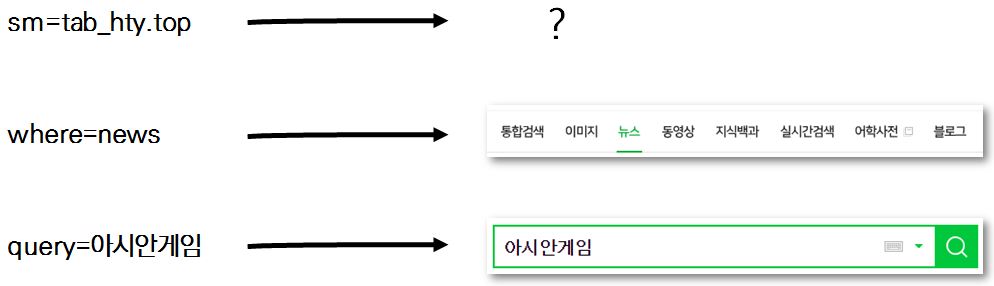 sm=tab_hty.top
?
where=news
통합검색 이미지 뉴스 동영상 지식백과 실시간검색 어학사전 블로그
query=아시안게임
아시안게임